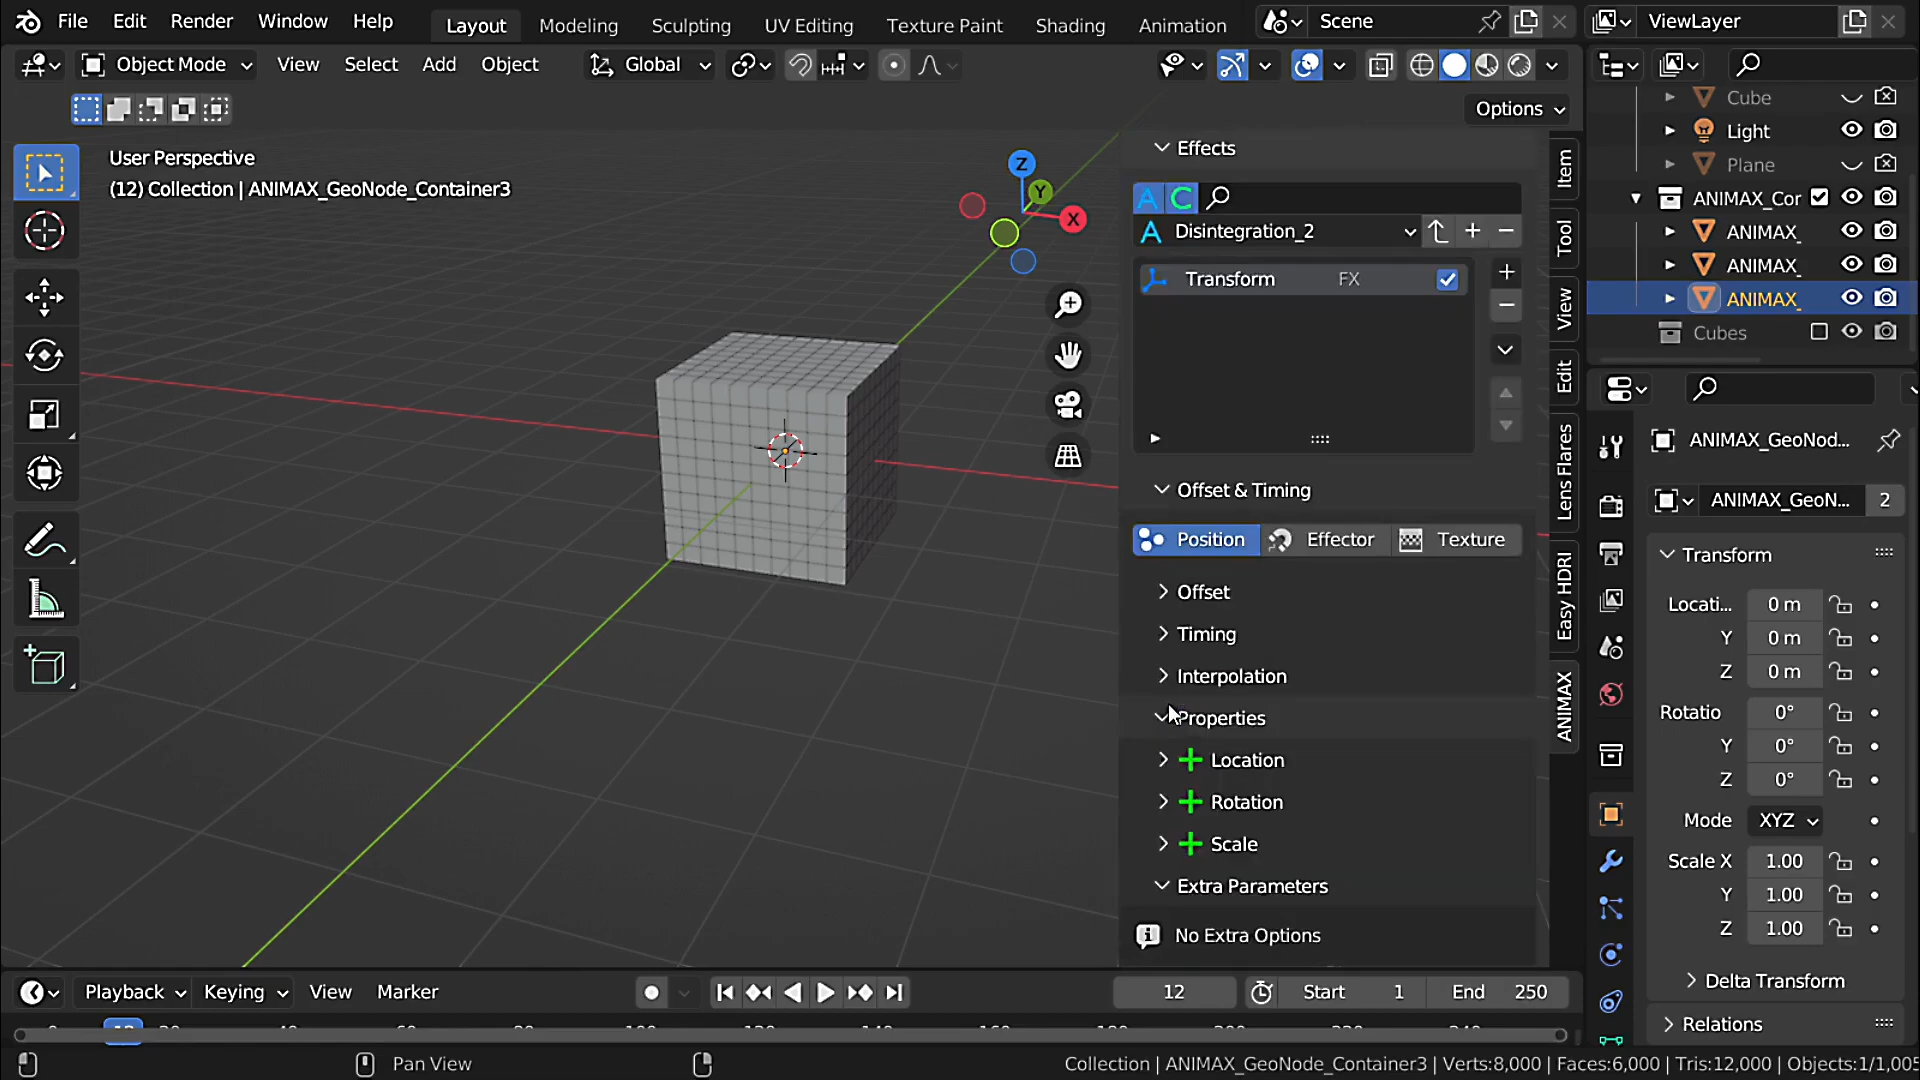 File Edit Render Window Help Layout Modeling Sculpting UV Editing Texture Paint Shading Animation Scene ViewLayer
Object Mode View Select Add Object Global
Options
User Perspective
(12) Collection | ANIMAX_GeoNode_Container3
Z
Y
X
Effects
Disintegration_2
Transform FX
Offset & Timing
Position Effector Texture
Offset
Timing
Interpolation
Properties
Location
Rotation
Scale
Extra Parameters
No Extra Options
Item
Tool
View
Edit
Lens Flares
Easy HDRI
ANIMAX
Cube
Light
Plane
ANIMAX_Cor
ANIMAX_
ANIMAX_
ANIMAX_
Cubes
ANIMAX_GeoNod...
ANIMAX_GeoN... 2
Transform
Locati... 0 m
Y 0 m
Z 0 m
Rotatio 0°
Y 0°
Z 0°
Mode XYZ
Scale X 1.00
Y 1.00
Z 1.00
Delta Transform
Relations
Playback Keying View Marker 12 Start 1 End 250
Pan View
Collection | ANIMAX_GeoNode_Container3 | Verts:8,000 | Faces:6,000 | Tris:12,000 | Objects:1/1,005